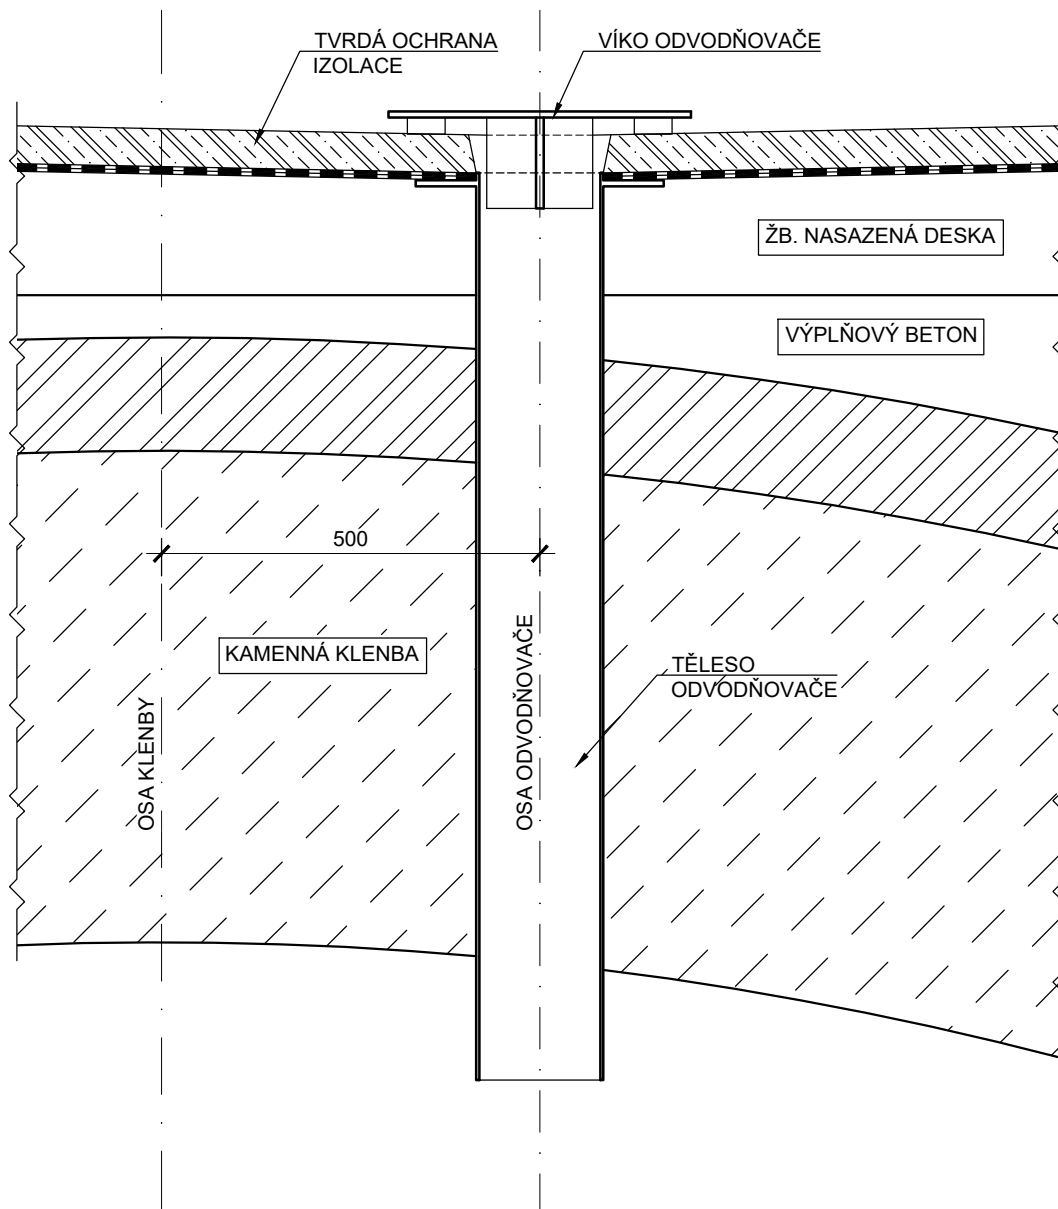 TVRDÁ OCHRANA
IZOLACE
VÍKO ODVODŇOVAČE
ŽB. NASAZENÁ DESKA
VÝPLŇOVÝ BETON
500
KAMENNÁ KLENBA
TĚLESO
ODVODŇOVAČE
OSA KLENBY
OSA ODVODŇOVAČE